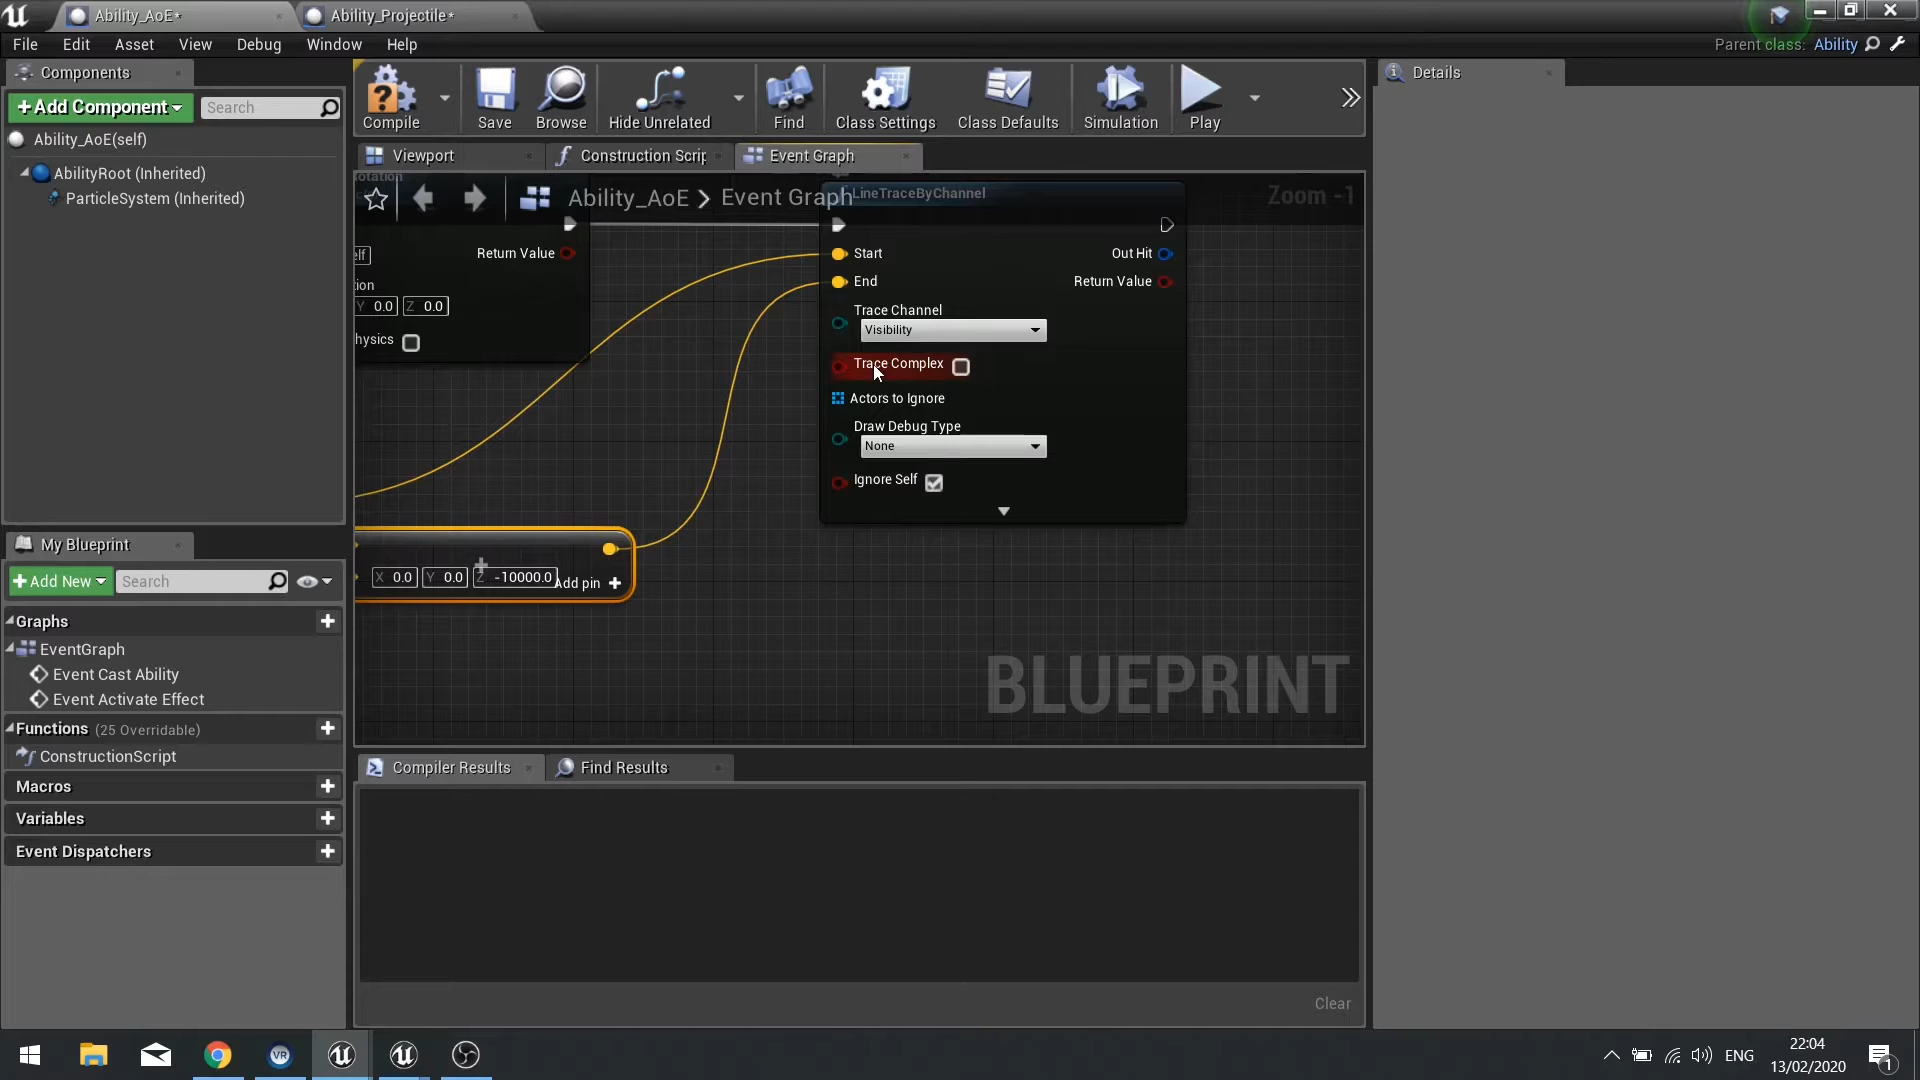 Ability_AoE*
Ability_Projectile*
File Edit Asset View Debug Window Help
Parent class: Ability
Components
+Add Component
Search
Ability_AoE(self)
AbilityRoot (Inherited)
ParticleSystem (Inherited)
Compile
Save
Browse
Hide Unrelated
Find
Class Settings
Class Defaults
Simulation
Play
Details
Viewport
Construction Scrip
Event Graph
Ability_AoE > Event Graph
Zoom -1
LineTraceByChannel
Return Value
Y 0.0 Z 0.0
Start
End
Out Hit
Return Value
Trace Channel
Visibility
Trace Complex
Actors to Ignore
Draw Debug Type
None
Ignore Self
X 0.0 Y 0.0 Z -10000.0
Add pin +
BLUEPRINT
My Blueprint
+Add New
Search
Graphs
EventGraph
Event Cast Ability
Event Activate Effect
Functions (25 Overridable)
ConstructionScript
Macros
Variables
Event Dispatchers
Compiler Results
Find Results
Clear
VR
ENG
22:04
13/02/2020
1